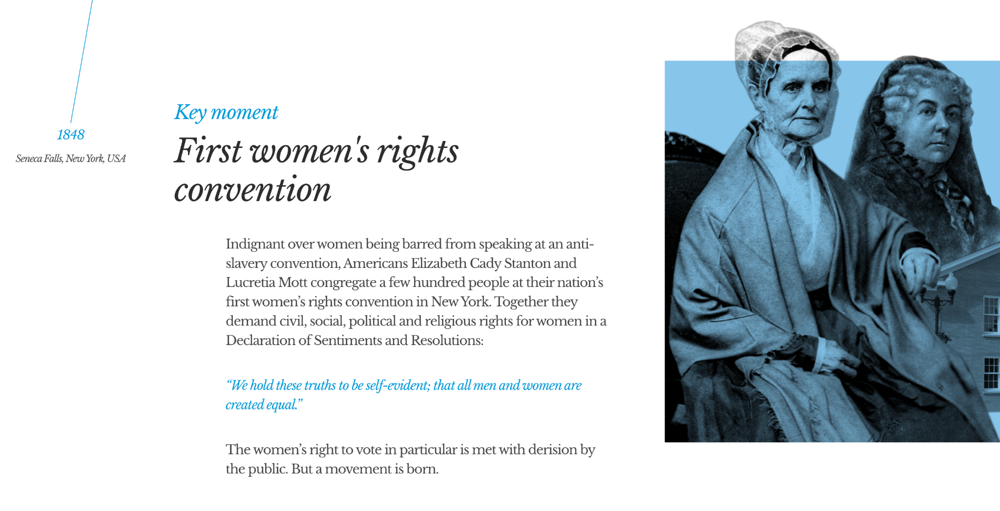 1848
Seneca Falls, New York, USA
Key moment
First women's rights
convention
Indignant over women being barred from speaking at an anti-
slavery convention, Americans Elizabeth Cady Stanton and
Lucretia Mott congregate a few hundred people at their nation’s
first women’s rights convention in New York. Together they
demand civil, social, political and religious rights for women in a
Declaration of Sentiments and Resolutions:
“We hold these truths to be self-evident; that all men and women are
created equal.”
The women’s right to vote in particular is met with derision by
the public. But a movement is born.